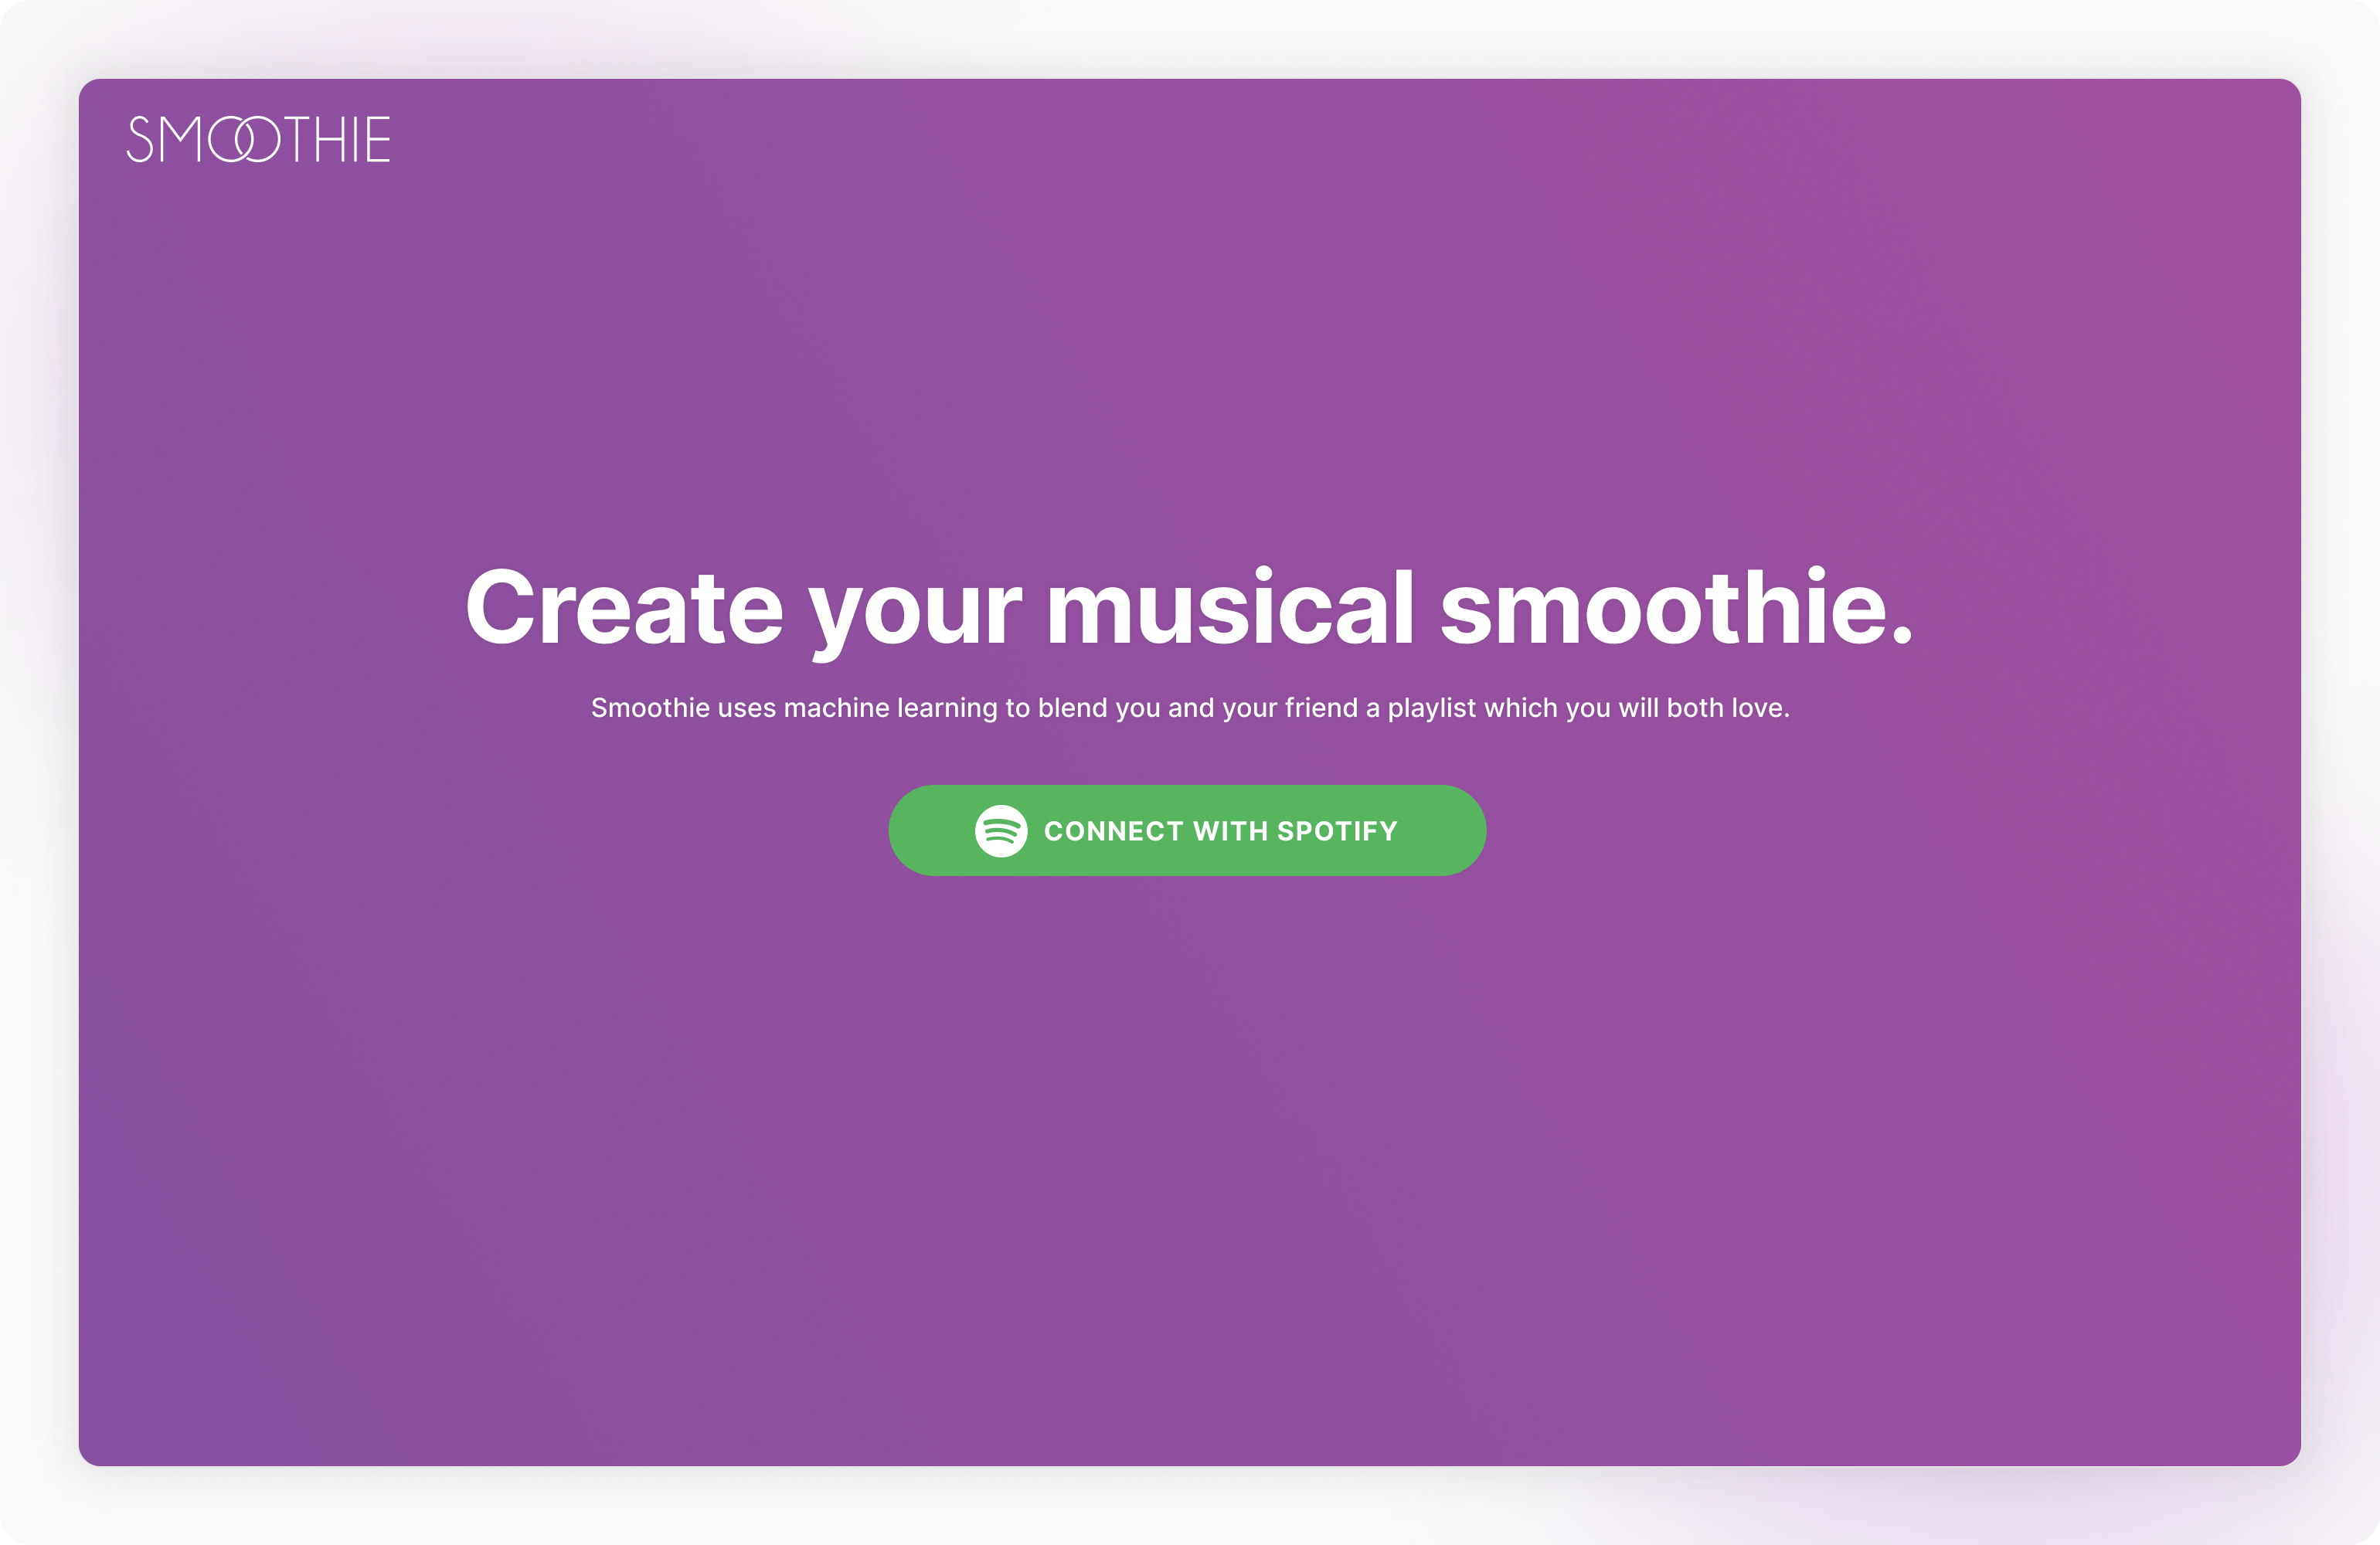 SMOOTHIE
Create your musical smoothie.
Smoothie uses machine learning to blend you and your friend a playlist which you will both love.
CONNECT WITH SPOTIFY